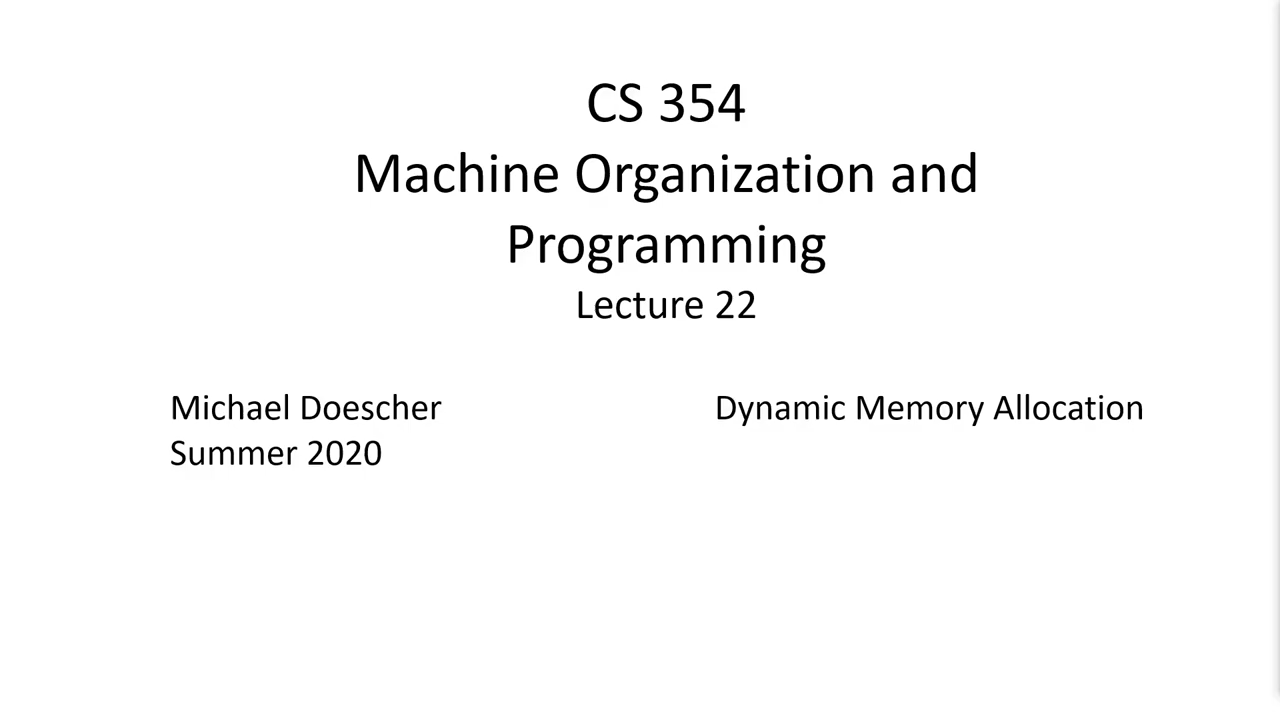 CS 354
Machine Organization and
Programming
Lecture 22
Michael Doescher
Summer 2020
Dynamic Memory Allocation